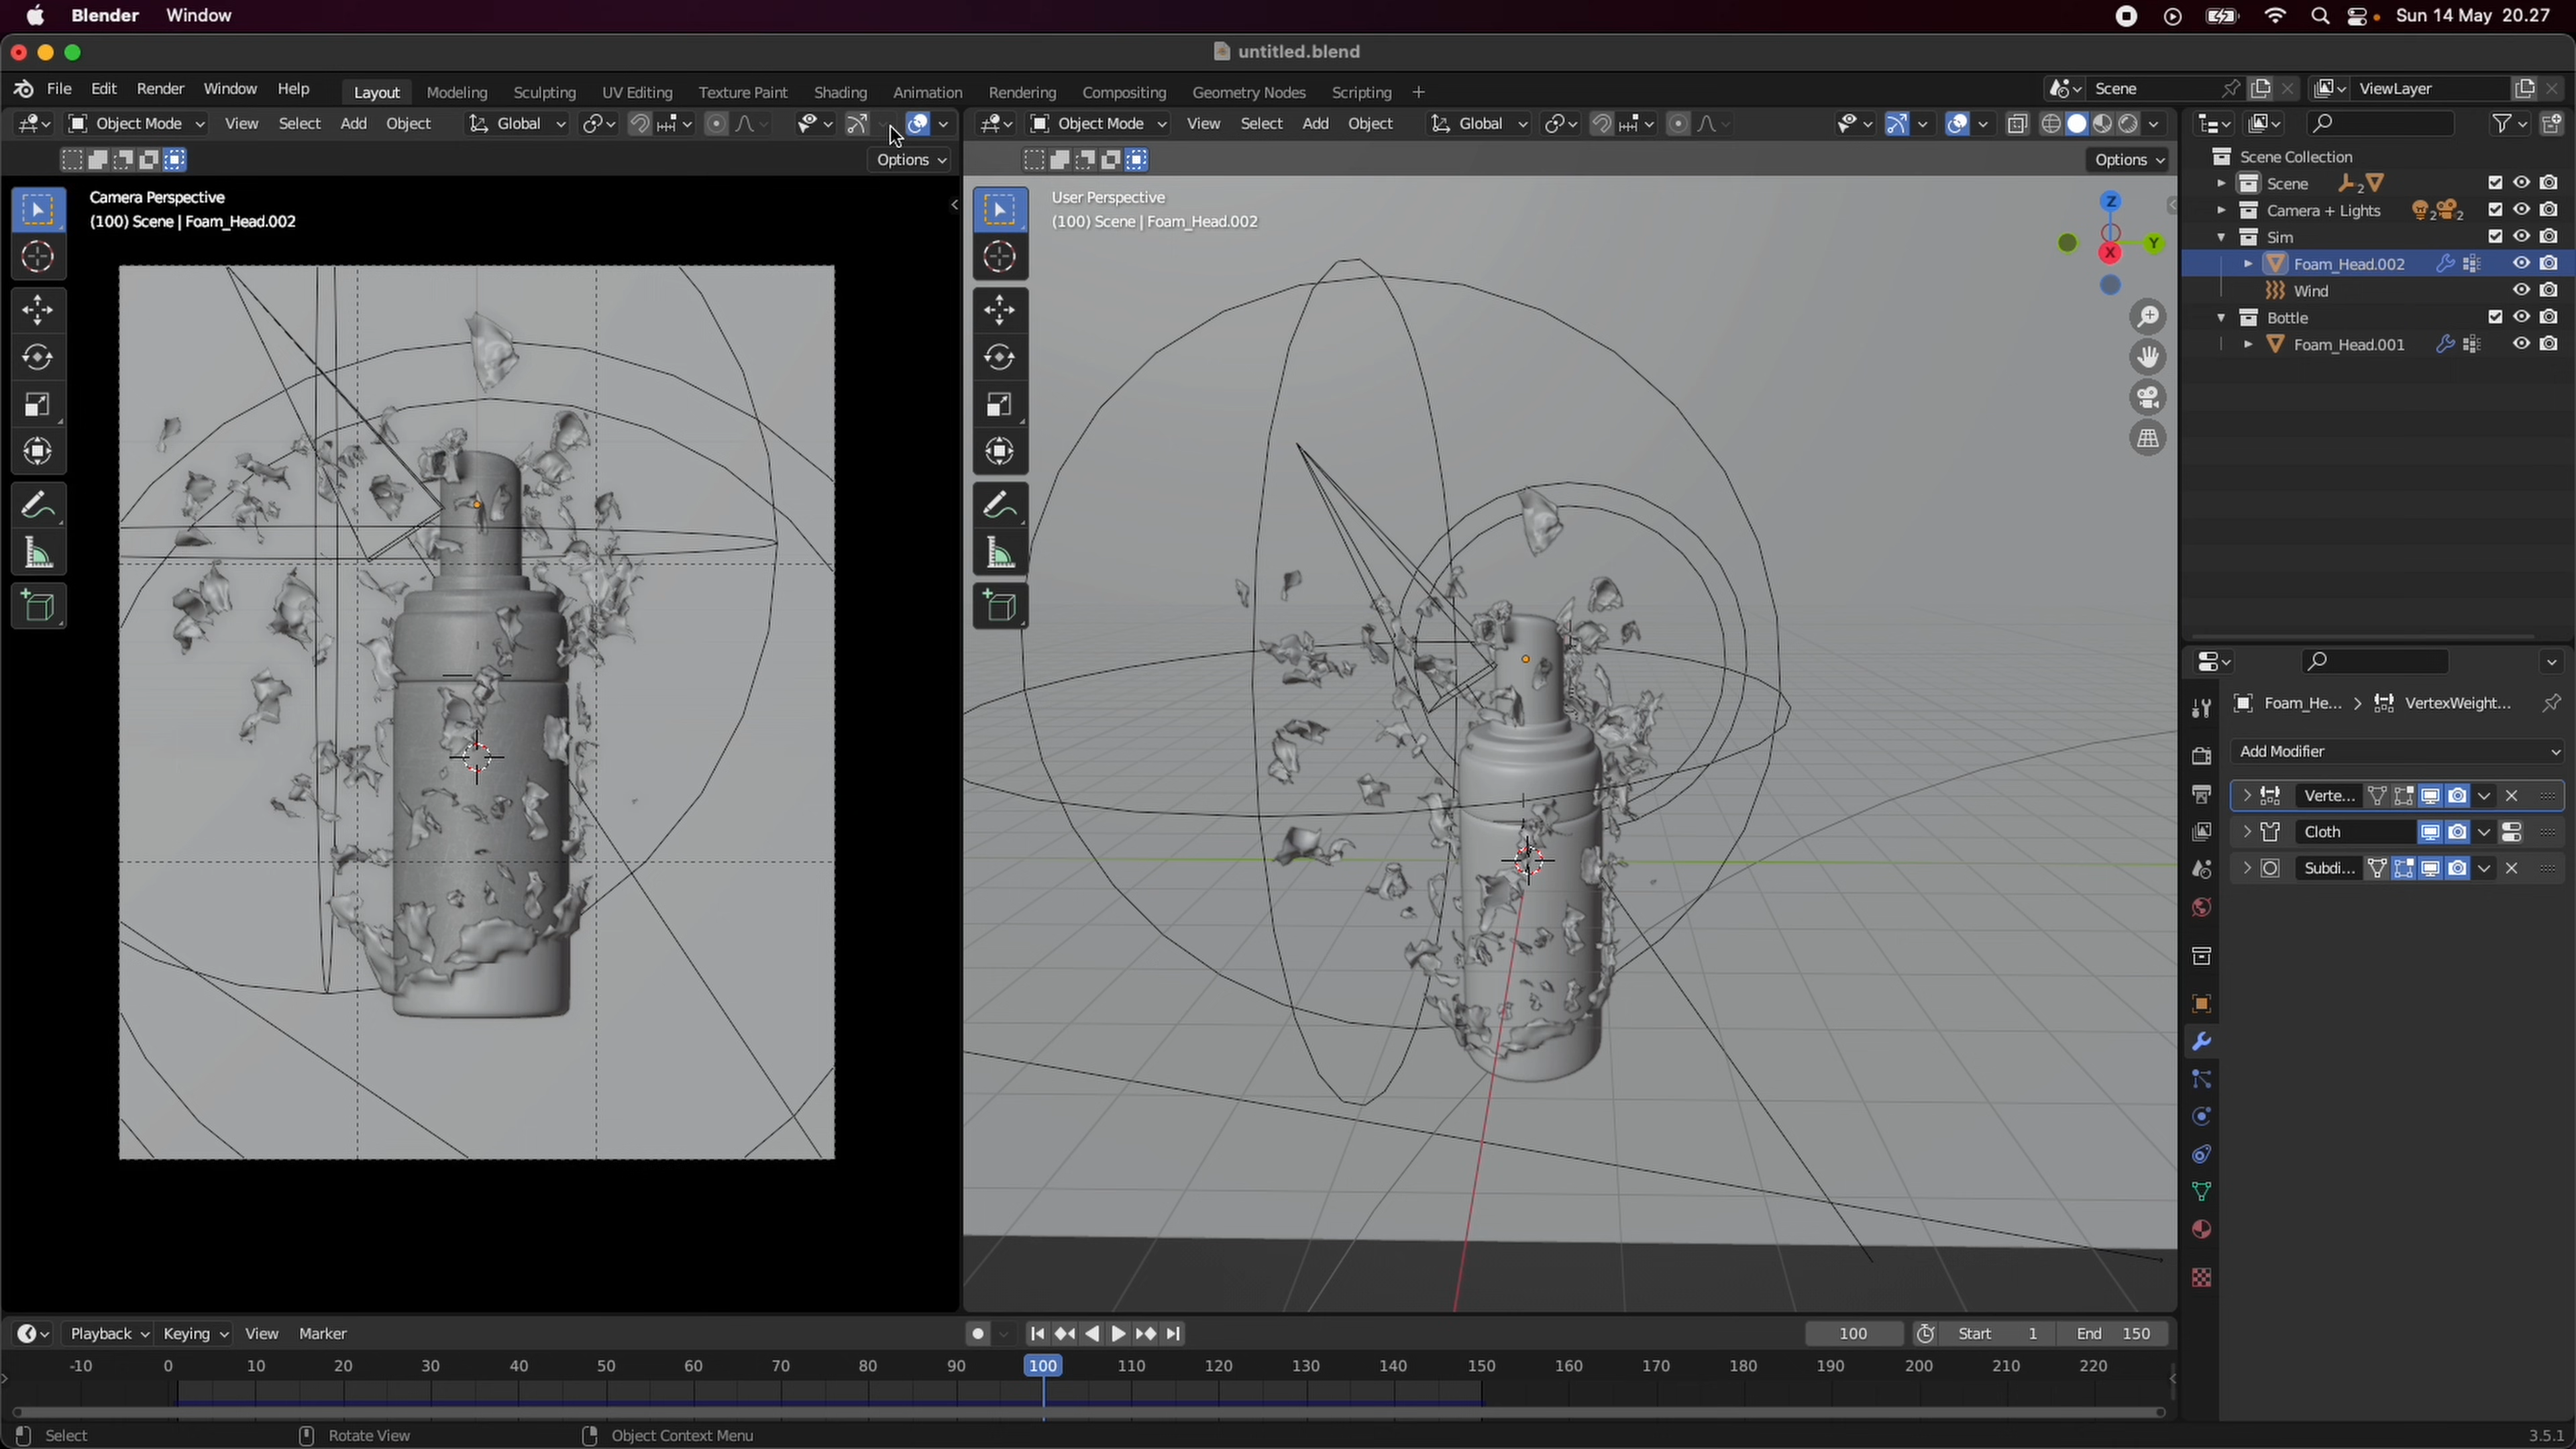 Blender Window Sun 14 May 20.27
untitled.blend
File Edit Render Window Help Layout Modeling Sculpting UV Editing Texture Paint Shading Animation Rendering Compositing Geometry Nodes Scripting + Scene ViewLayer
Object Mode View Select Add Object Global Object Mode View Select Add Object Global
Options Options
Camera Perspective
(100) Scene | Foam_Head.002
User Perspective
(100) Scene | Foam_Head.002
Z
Y
X
Scene Collection
Scene 2
Camera + Lights 2 2
Sim
Foam_Head.002
Wind
Bottle
Foam_Head.001
Foam_He... > VertexWeight...
Add Modifier
Verte...
Cloth
Subdi...
Playback Keying View Marker 100 Start 1 End 150
-10 0 10 20 30 40 50 60 70 80 90 100 110 120 130 140 150 160 170 180 190 200 210 220
Select Rotate View Object Context Menu 3.5.1